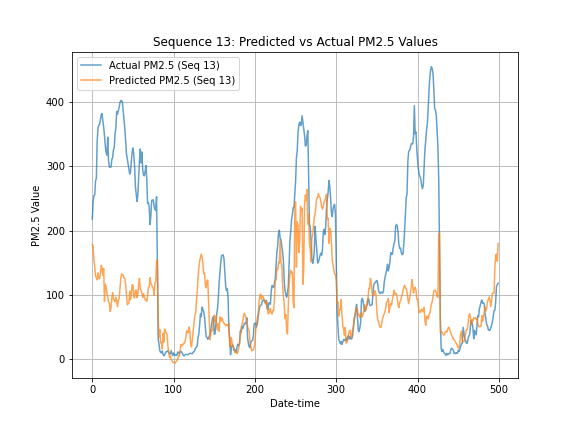 Sequence 13: Predicted vs Actual PM2.5 Values
Actual PM2.5 (Seq 13)
Predicted PM2.5 (Seq 13)
PM2.5 Value
400
300
200
100
0
0
100
200
300
400
500
Date-time